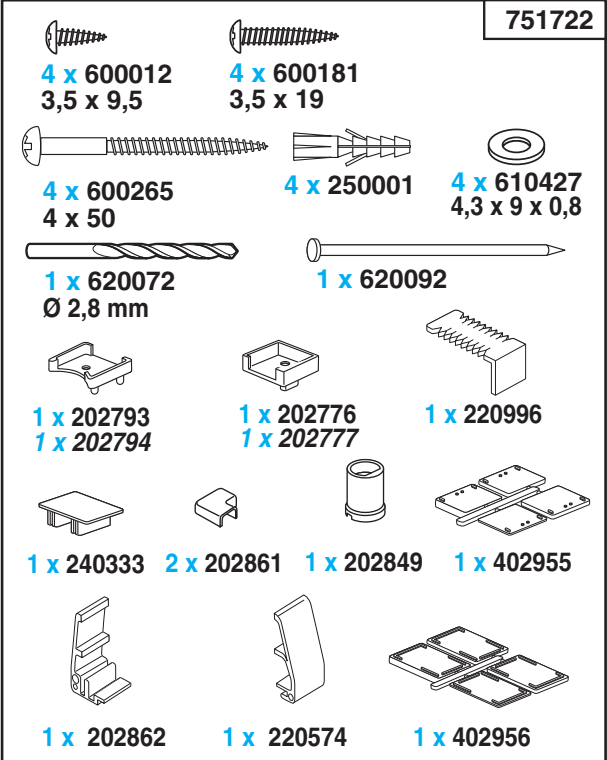 751722
4 x 600012
3,5 x 9,5
4 x 600181
3,5 x 19
4 x 600265
4 x 50
4 x 250001
4 x 610427
4,3 x 9 x 0,8
1 x 620072
Ø 2,8 mm
1 x 620092
1 x 202793
1 x 202794
1 x 202776
1 x 202777
1 x 220996
1 x 240333
2 x 202861
1 x 202849
1 x 402955
1 x 202862
1 x 220574
1 x 402956